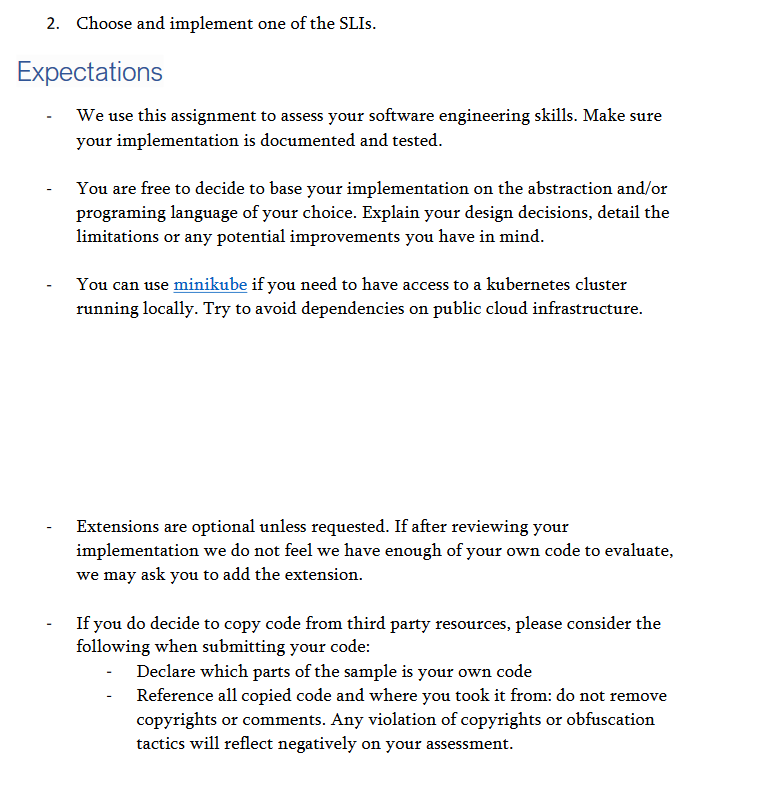 2. Choose and implement one of the SLIs.
Expectations
- We use this assignment to assess your software engineering skills. Make sure
your implementation is documented and tested.
- You are free to decide to base your implementation on the abstraction and/or
programing language of your choice. Explain your design decisions, detail the
limitations or any potential improvements you have in mind.
- You can use minikube if you need to have access to a kubernetes cluster
running locally. Try to avoid dependencies on public cloud infrastructure.
- Extensions are optional unless requested. If after reviewing your
implementation we do not feel we have enough of your own code to evaluate,
we may ask you to add the extension.
- If you do decide to copy code from third party resources, please consider the
following when submitting your code:
- Declare which parts of the sample is your own code
- Reference all copied code and where you took it from: do not remove
copyrights or comments. Any violation of copyrights or obfuscation
tactics will reflect negatively on your assessment.